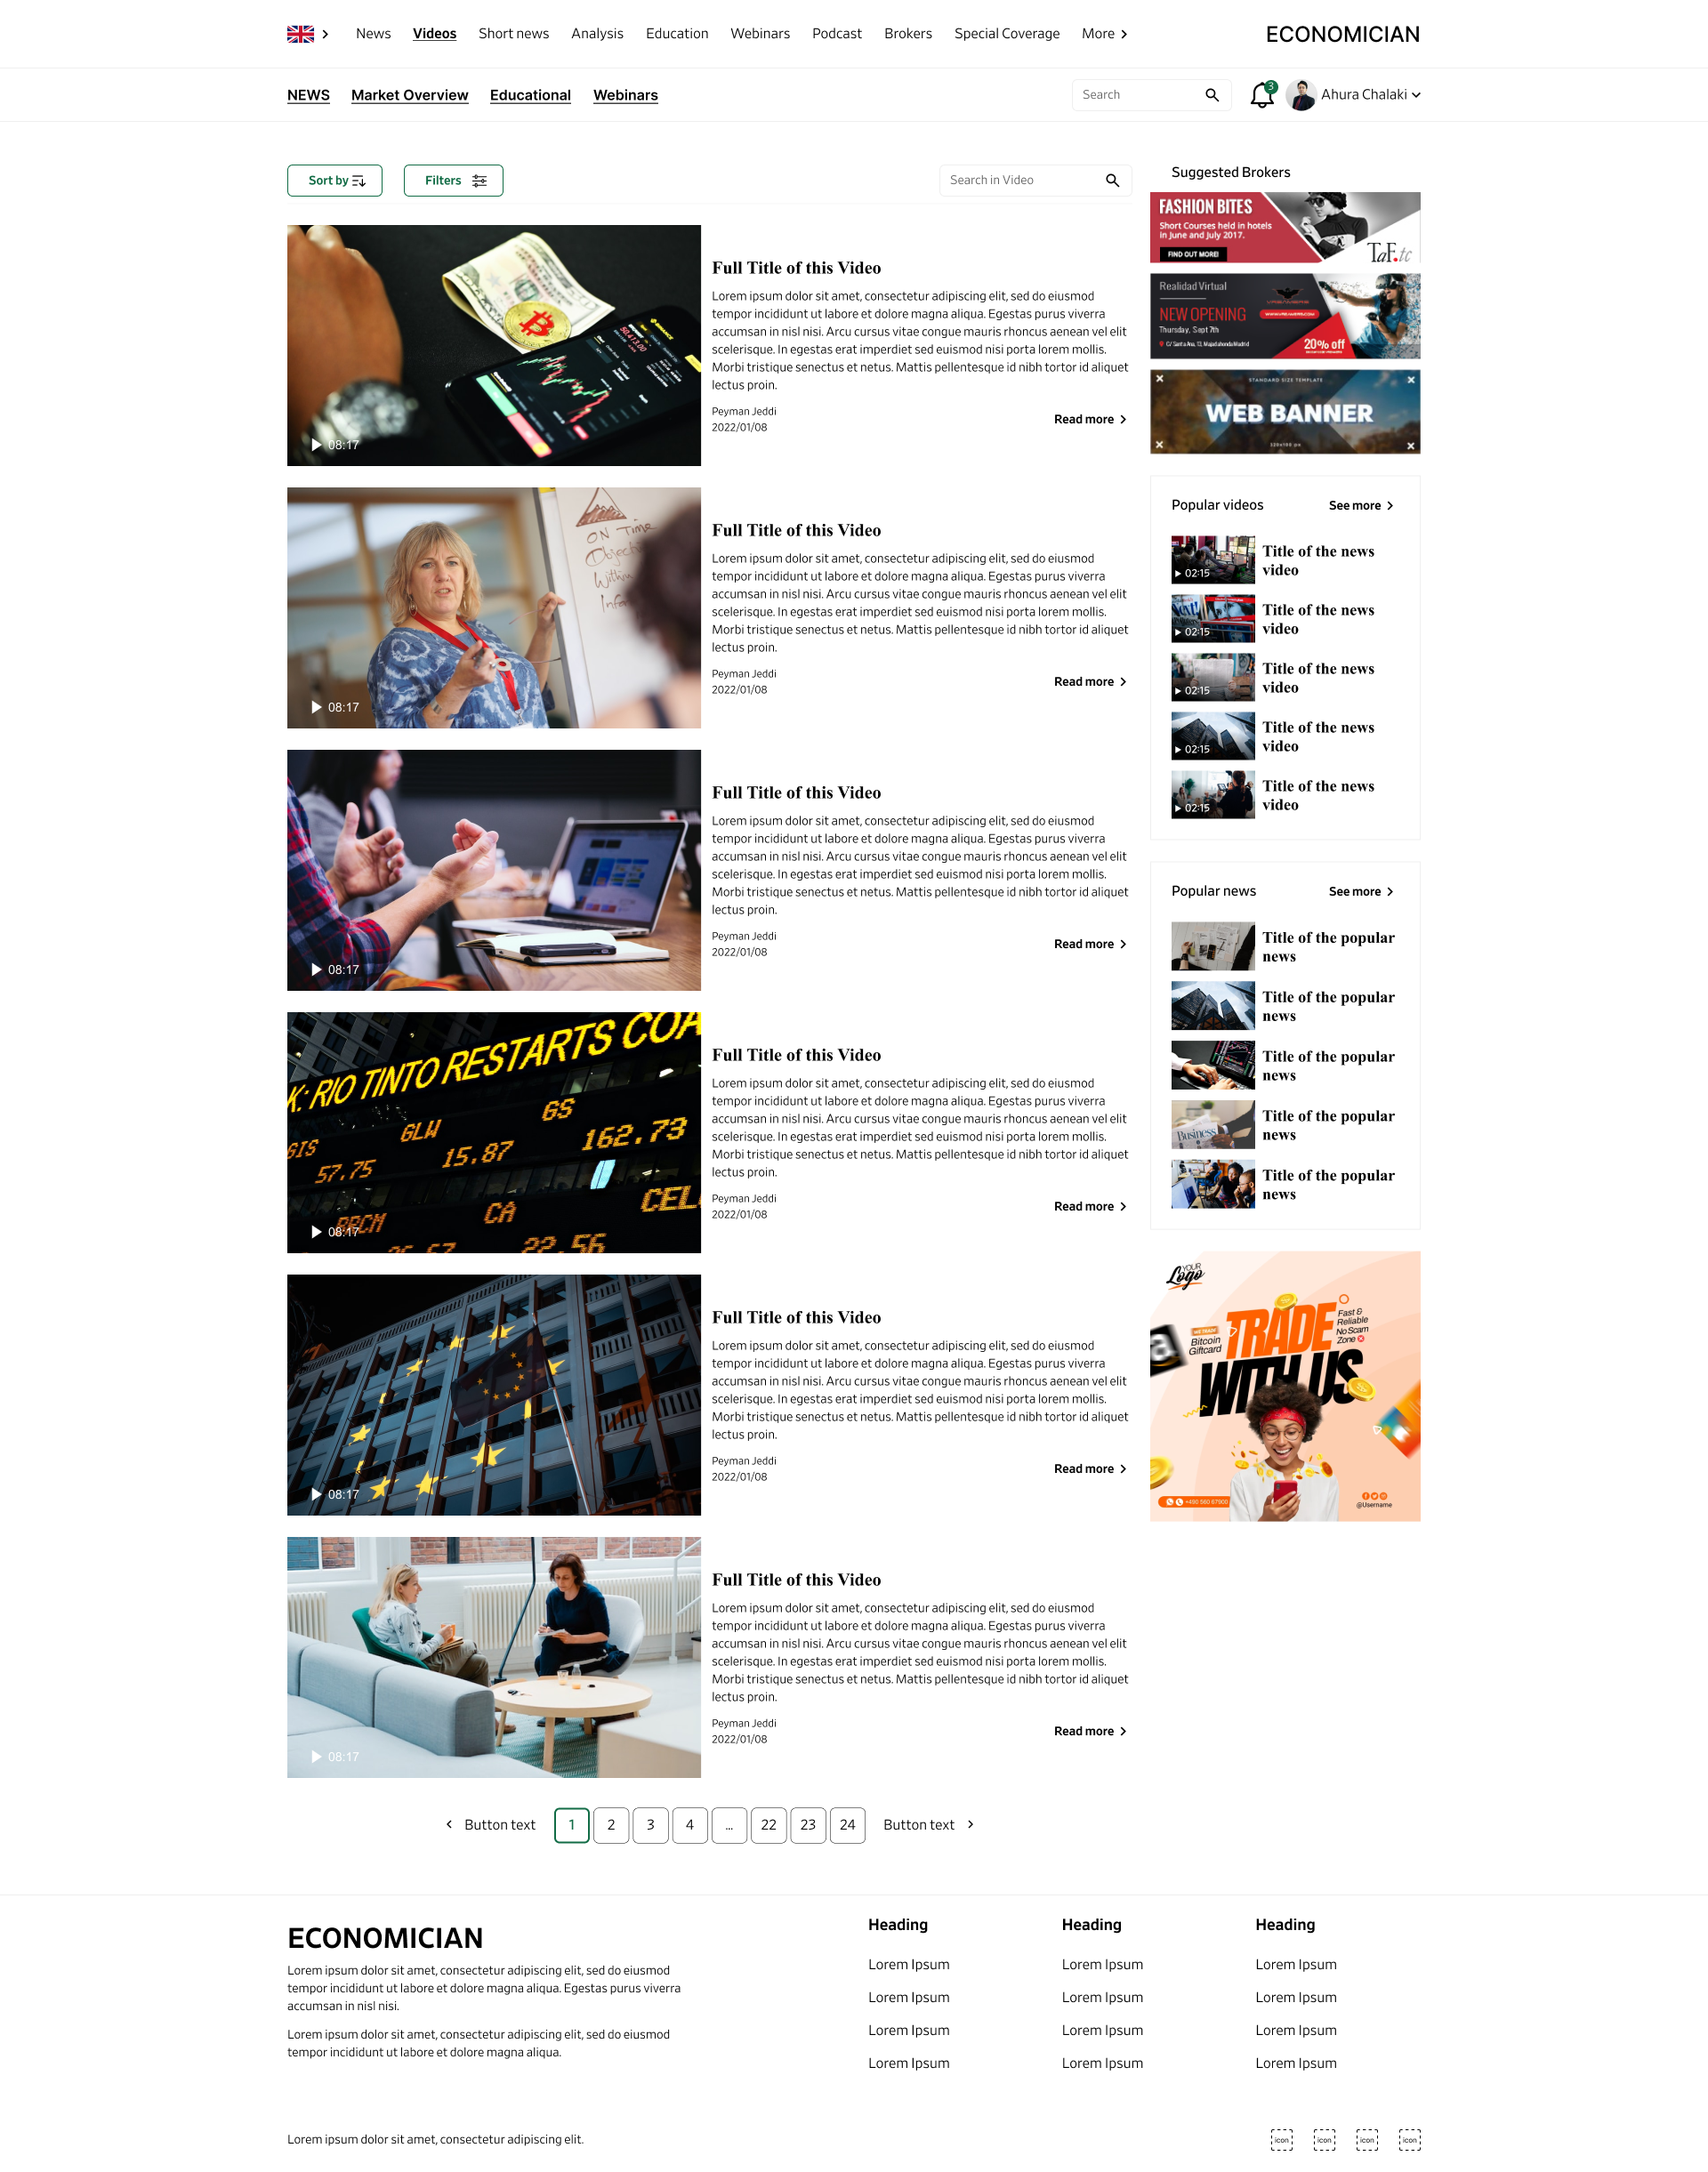 News Videos Short news Analysis Education Webinars Podcast Brokers Special Coverage More ECONOMICIAN
NEWS Market Overview Educational Webinars Search 3 Ahura Chalaki
Sort by Filters Search in Video
Full Title of this Video
Lorem ipsum dolor sit amet, consectetur adipiscing elit, sed do eiusmod
tempor incididunt ut labore et dolore magna aliqua. Egestas purus viverra
accumsan in nisl nisi. Arcu cursus vitae congue mauris rhoncus aenean vel elit
scelerisque. In egestas erat imperdiet sed euismod nisi porta lorem mollis.
Morbi tristique senectus et netus. Mattis pellentesque id nibh tortor id aliquet
lectus proin.
Peyman Jeddi
2022/01/08
Read more
BINANCE
50,413.00
08:17
Full Title of this Video
Lorem ipsum dolor sit amet, consectetur adipiscing elit, sed do eiusmod
tempor incididunt ut labore et dolore magna aliqua. Egestas purus viverra
accumsan in nisl nisi. Arcu cursus vitae congue mauris rhoncus aenean vel elit
scelerisque. In egestas erat imperdiet sed euismod nisi porta lorem mollis.
Morbi tristique senectus et netus. Mattis pellentesque id nibh tortor id aliquet
lectus proin.
Peyman Jeddi
2022/01/08
Read more
ON Time
08:17
Full Title of this Video
Lorem ipsum dolor sit amet, consectetur adipiscing elit, sed do eiusmod
tempor incididunt ut labore et dolore magna aliqua. Egestas purus viverra
accumsan in nisl nisi. Arcu cursus vitae congue mauris rhoncus aenean vel elit
scelerisque. In egestas erat imperdiet sed euismod nisi porta lorem mollis.
Morbi tristique senectus et netus. Mattis pellentesque id nibh tortor id aliquet
lectus proin.
Peyman Jeddi
2022/01/08
Read more
08:17
Full Title of this Video
Lorem ipsum dolor sit amet, consectetur adipiscing elit, sed do eiusmod
tempor incididunt ut labore et dolore magna aliqua. Egestas purus viverra
accumsan in nisl nisi. Arcu cursus vitae congue mauris rhoncus aenean vel elit
scelerisque. In egestas erat imperdiet sed euismod nisi porta lorem mollis.
Morbi tristique senectus et netus. Mattis pellentesque id nibh tortor id aliquet
lectus proin.
Peyman Jeddi
2022/01/08
Read more
K: RIO TINTO RESTARTS COA
GIS GLW GS
57.75 15.87 162.73
BRCM CA CEL
22.56
08:17
Full Title of this Video
Lorem ipsum dolor sit amet, consectetur adipiscing elit, sed do eiusmod
tempor incididunt ut labore et dolore magna aliqua. Egestas purus viverra
accumsan in nisl nisi. Arcu cursus vitae congue mauris rhoncus aenean vel elit
scelerisque. In egestas erat imperdiet sed euismod nisi porta lorem mollis.
Morbi tristique senectus et netus. Mattis pellentesque id nibh tortor id aliquet
lectus proin.
Peyman Jeddi
2022/01/08
Read more
08:17
Full Title of this Video
Lorem ipsum dolor sit amet, consectetur adipiscing elit, sed do eiusmod
tempor incididunt ut labore et dolore magna aliqua. Egestas purus viverra
accumsan in nisl nisi. Arcu cursus vitae congue mauris rhoncus aenean vel elit
scelerisque. In egestas erat imperdiet sed euismod nisi porta lorem mollis.
Morbi tristique senectus et netus. Mattis pellentesque id nibh tortor id aliquet
lectus proin.
Peyman Jeddi
2022/01/08
Read more
08:17
Button text 1 2 3 4 ... 22 23 24 Button text
Suggested Brokers
FASHION BITES
Short Courses held in hotels
in June and July 2017.
FIND OUT MORE!
TaF.tc
Realidad Virtual
NEW OPENING
Thursday, Sept 7th
C/ Santa Ana, 12. Majadahonda Madrid
20% off
STANDARD SIZE TEMPLATE
WEB BANNER
Popular videos See more
Title of the news
video
02:15
Title of the news
video
02:15
Title of the news
video
02:15
Title of the news
video
02:15
Title of the news
video
02:15
Popular news See more
Title of the popular
news
Title of the popular
news
Title of the popular
news
Title of the popular
news
Business
Title of the popular
news
YOUR
Logo
Bitcoin
Giftcard
TRADE
WITH US
Fast &
Reliable
No Scam
Zone
@Username
ECONOMICIAN
Lorem ipsum dolor sit amet, consectetur adipiscing elit, sed do eiusmod
tempor incididunt ut labore et dolore magna aliqua. Egestas purus viverra
accumsan in nisl nisi.
Lorem ipsum dolor sit amet, consectetur adipiscing elit, sed do eiusmod
tempor incididunt ut labore et dolore magna aliqua.
Heading
Lorem Ipsum
Lorem Ipsum
Lorem Ipsum
Lorem Ipsum
Heading
Lorem Ipsum
Lorem Ipsum
Lorem Ipsum
Lorem Ipsum
Heading
Lorem Ipsum
Lorem Ipsum
Lorem Ipsum
Lorem Ipsum
Lorem ipsum dolor sit amet, consectetur adipiscing elit.
icon icon icon icon